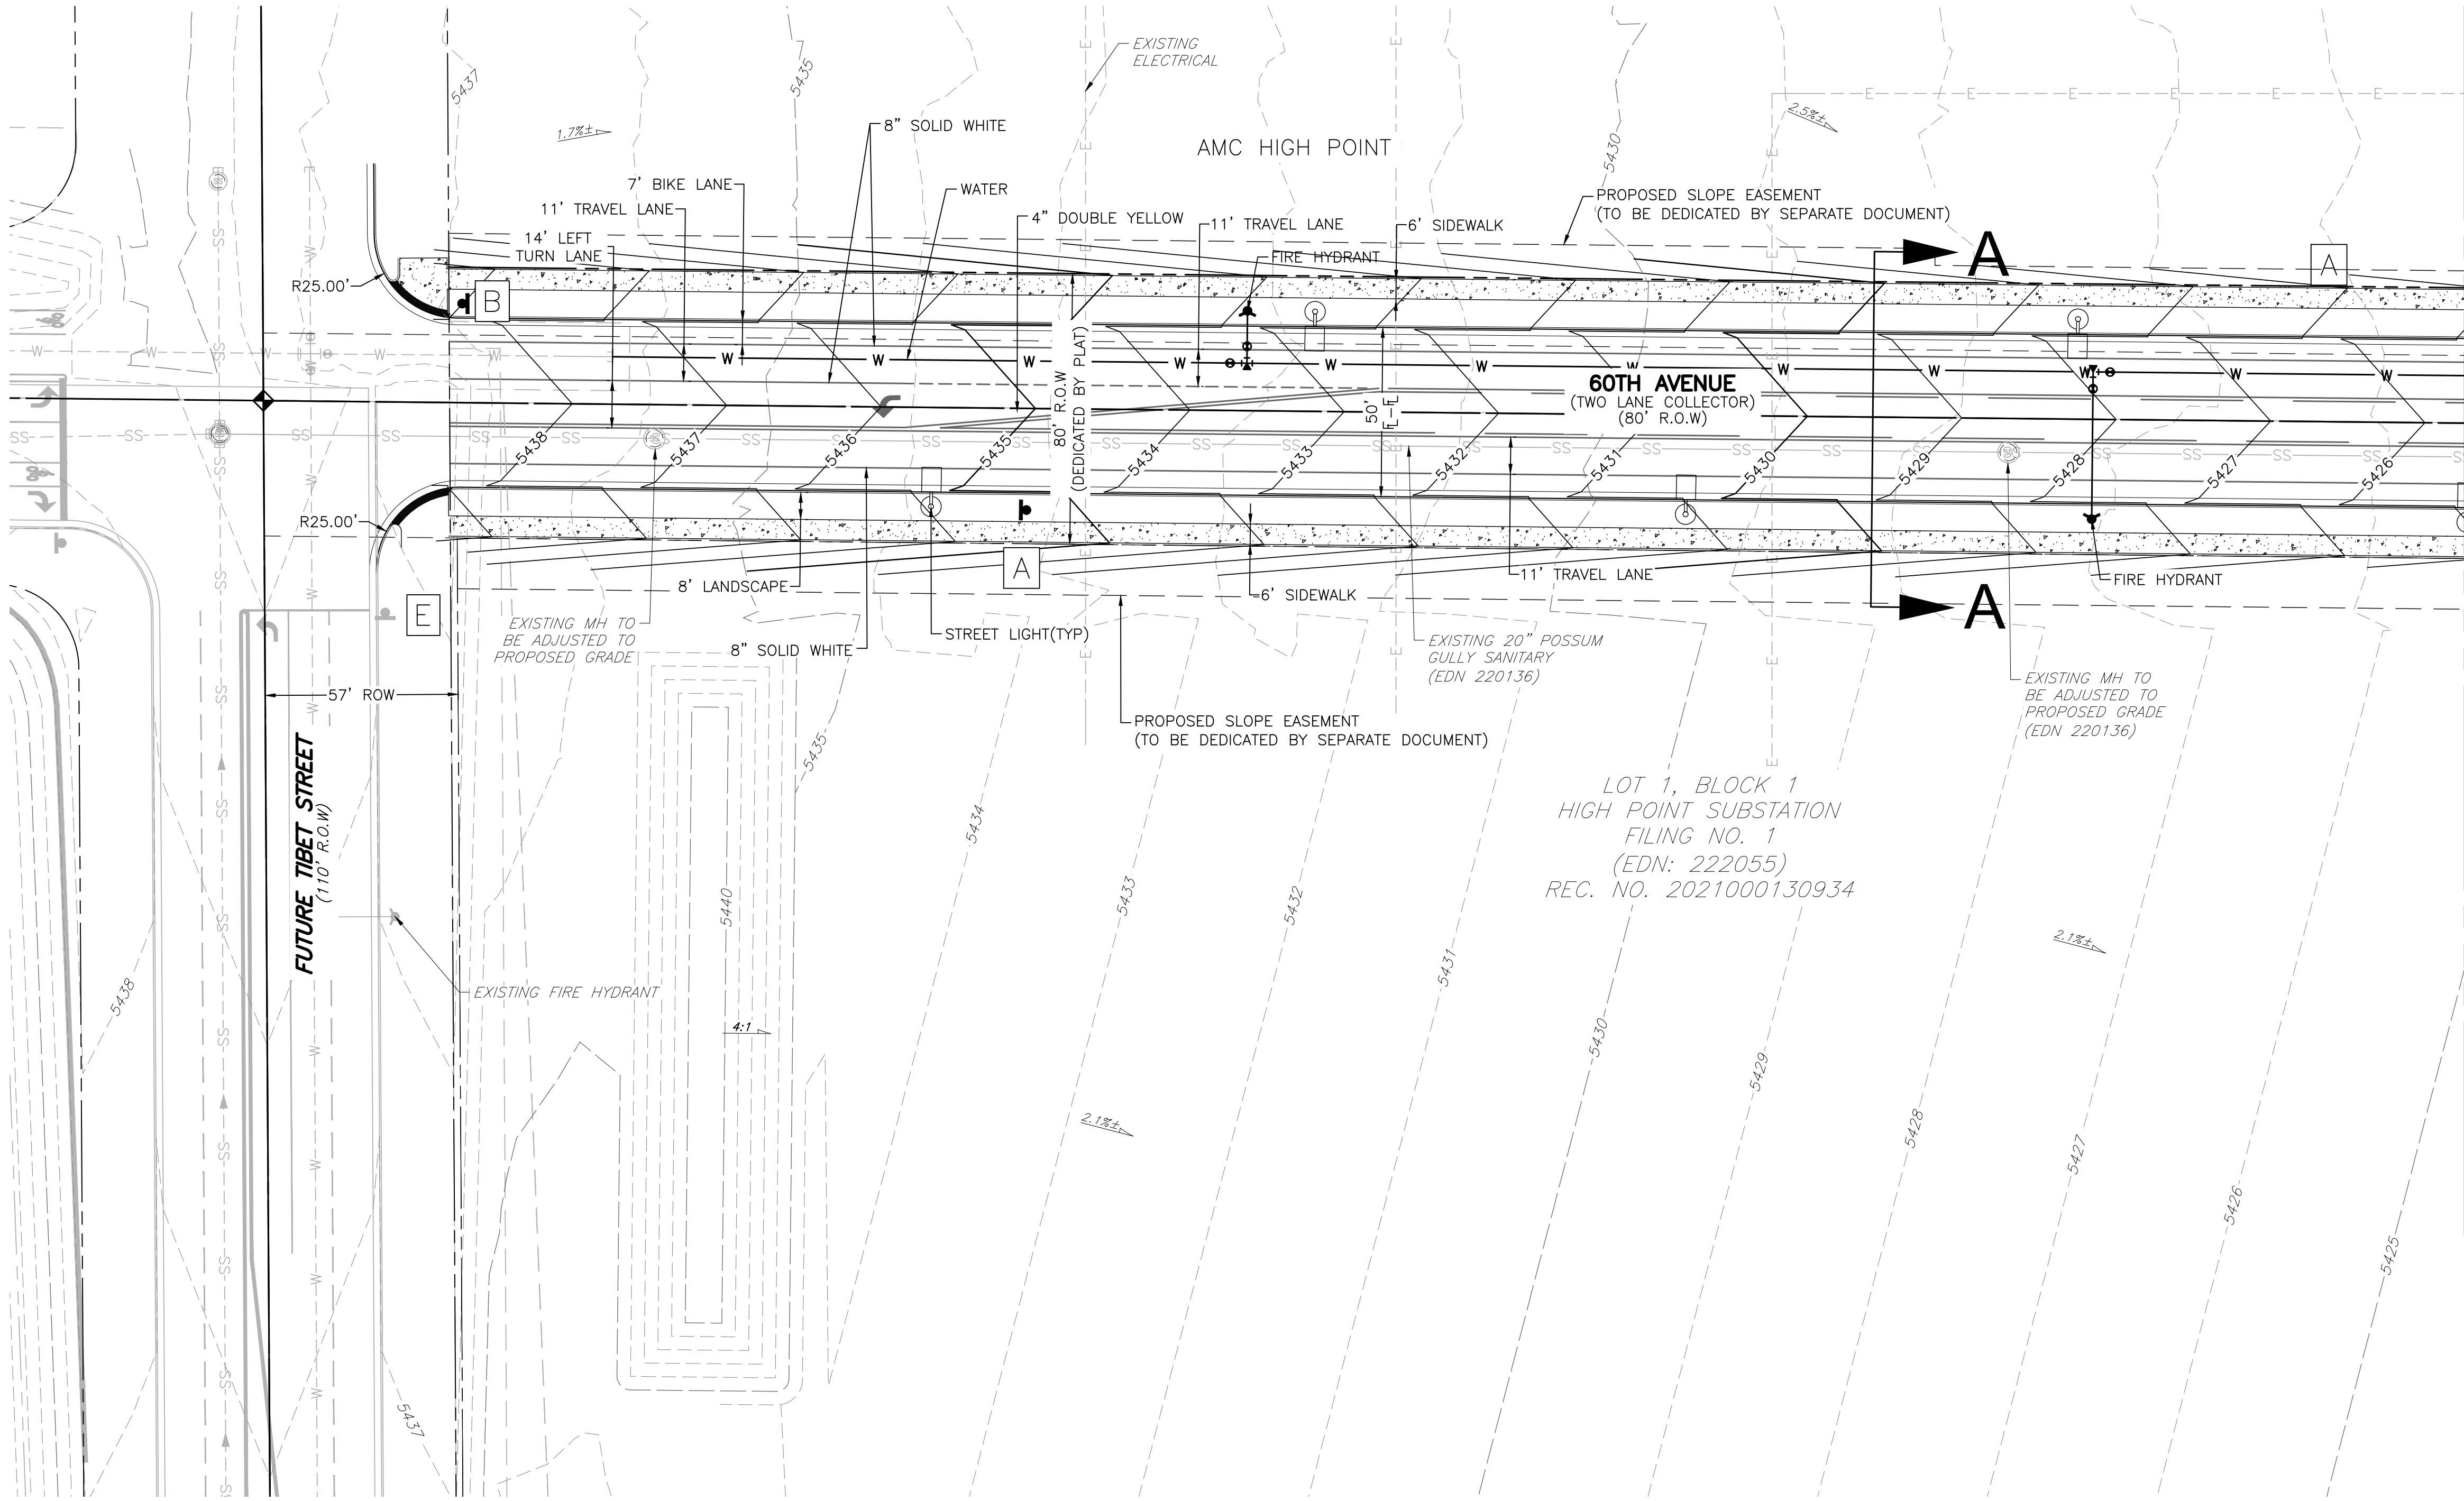 EXISTING
ELECTRICAL
5437
5435
1.7%±
2.5%±
8" SOLID WHITE
AMC HIGH POINT
5430
7' BIKE LANE
WATER
PROPOSED SLOPE EASEMENT
(TO BE DEDICATED BY SEPARATE DOCUMENT)
11' TRAVEL LANE
4" DOUBLE YELLOW
11' TRAVEL LANE
6' SIDEWALK
14' LEFT
TURN LANE
FIRE HYDRANT
A
A
R25.00'
B
80' R.O.W
(DEDICATED BY PLAT)
50'
FL-FL
60TH AVENUE
(TWO LANE COLLECTOR)
(80' R.O.W)
5438
5437
5436
5435
5434
5433
5432
5431
5430
5429
5428
5427
5426
R25.00'
A
8' LANDSCAPE
6' SIDEWALK
11' TRAVEL LANE
FIRE HYDRANT
A
E
EXISTING MH TO
BE ADJUSTED TO
PROPOSED GRADE
STREET LIGHT(TYP)
8" SOLID WHITE
EXISTING 20" POSSUM
GULLY SANITARY
(EDN 220136)
EXISTING MH TO
BE ADJUSTED TO
PROPOSED GRADE
(EDN 220136)
57' ROW
PROPOSED SLOPE EASEMENT
(TO BE DEDICATED BY SEPARATE DOCUMENT)
FUTURE TIBET STREET
(110' R.O.W)
5435
5434
5433
5432
5431
5430
5429
5428
5427
5426
5425
5440
LOT 1, BLOCK 1
HIGH POINT SUBSTATION
FILING NO. 1
(EDN: 222055)
REC. NO. 2021000130934
2.1%±
5438
EXISTING FIRE HYDRANT
4:1
2.1%±
5437